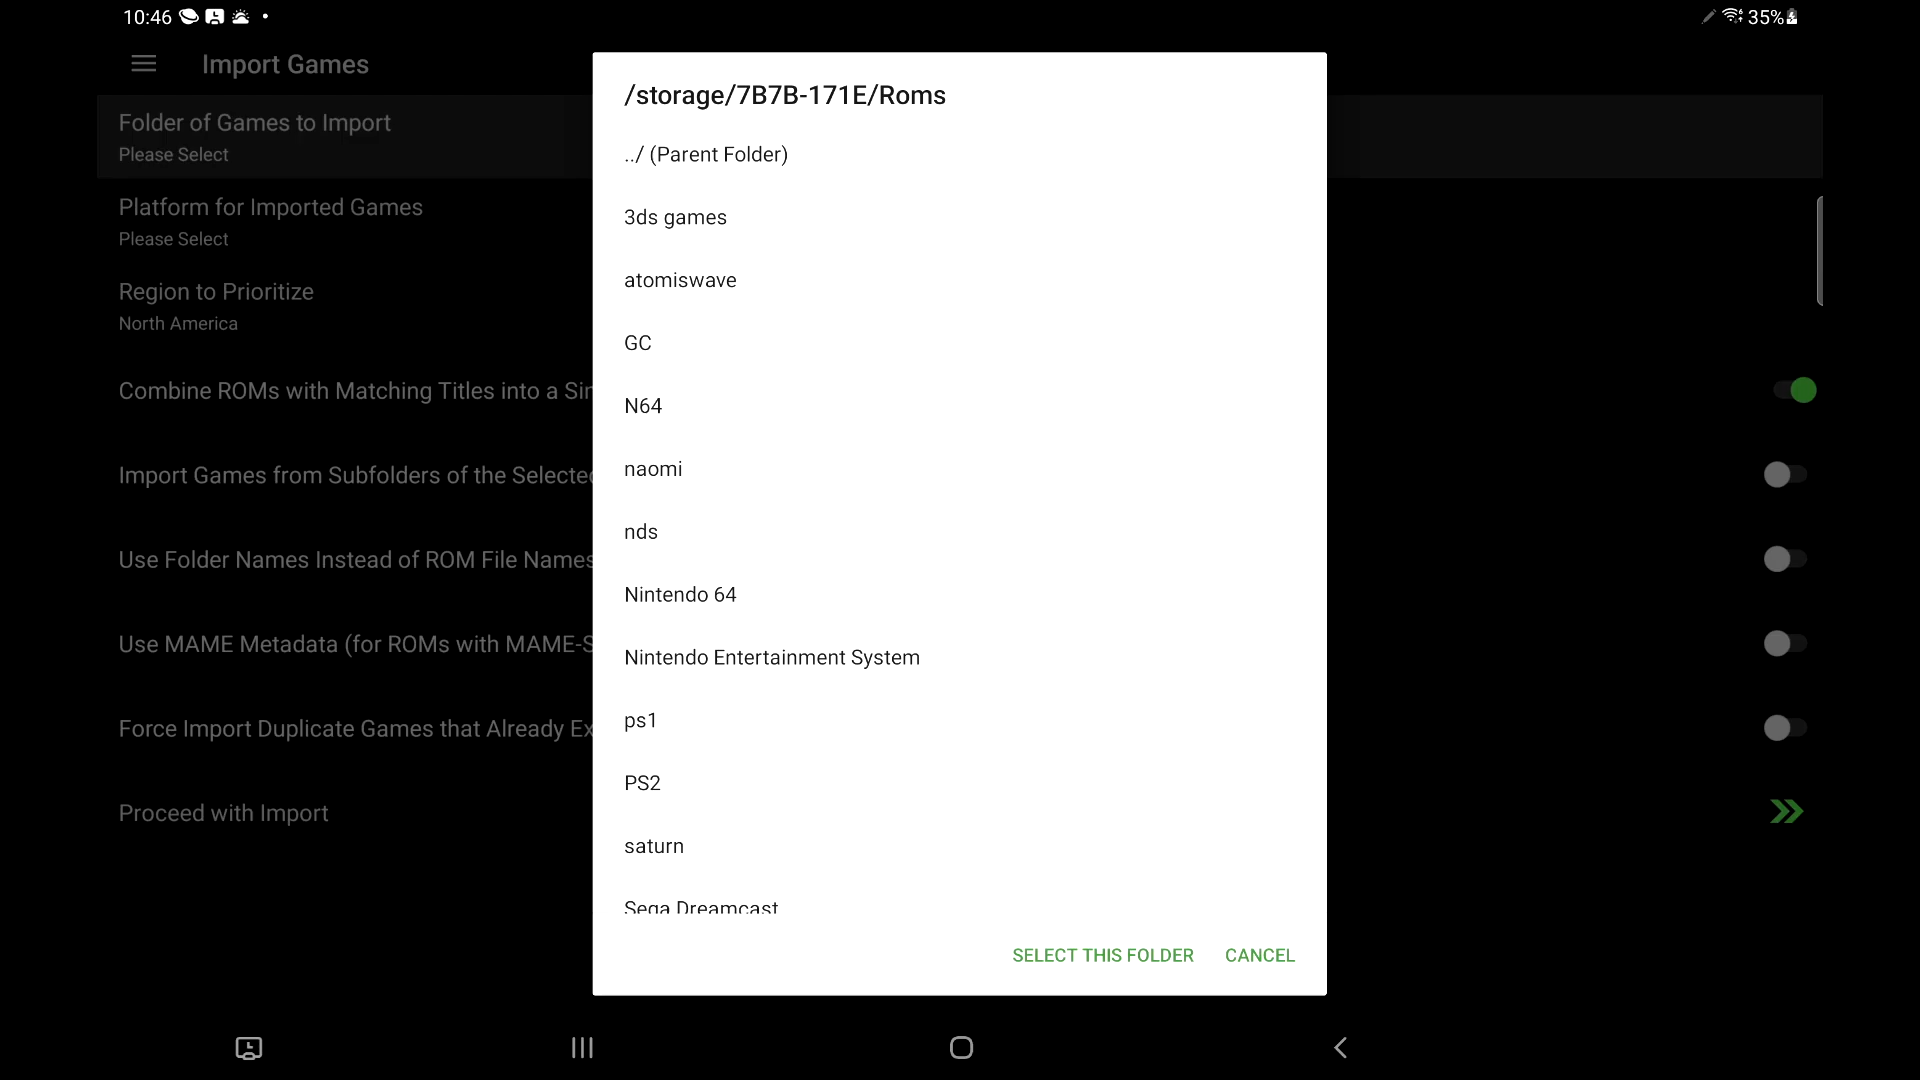 10:46
35%
Import Games
Folder of Games to Import
Please Select
Platform for Imported Games
Please Select
Region to Prioritize
North America
Combine ROMs with Matching Titles into a Sin
Import Games from Subfolders of the Selected
Use Folder Names Instead of ROM File Names
Use MAME Metadata (for ROMs with MAME-S
Force Import Duplicate Games that Already Ex
Proceed with Import
/storage/7B7B-171E/Roms
../ (Parent Folder)
3ds games
atomiswave
GC
N64
naomi
nds
Nintendo 64
Nintendo Entertainment System
ps1
PS2
saturn
Sega Dreamcast
SELECT THIS FOLDER
CANCEL